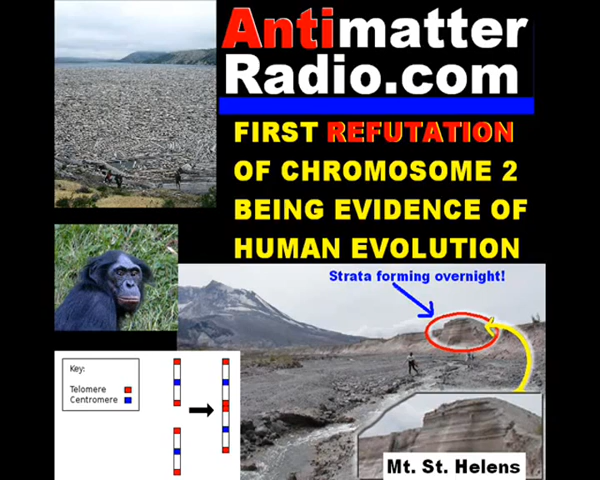 Antimatter
Radio.com
FIRST REFUTATION
OF CHROMOSOME 2
BEING EVIDENCE OF
HUMAN EVOLUTION
Strata forming overnight!
Key:
Telomere
Centromere
Mt. St. Helens